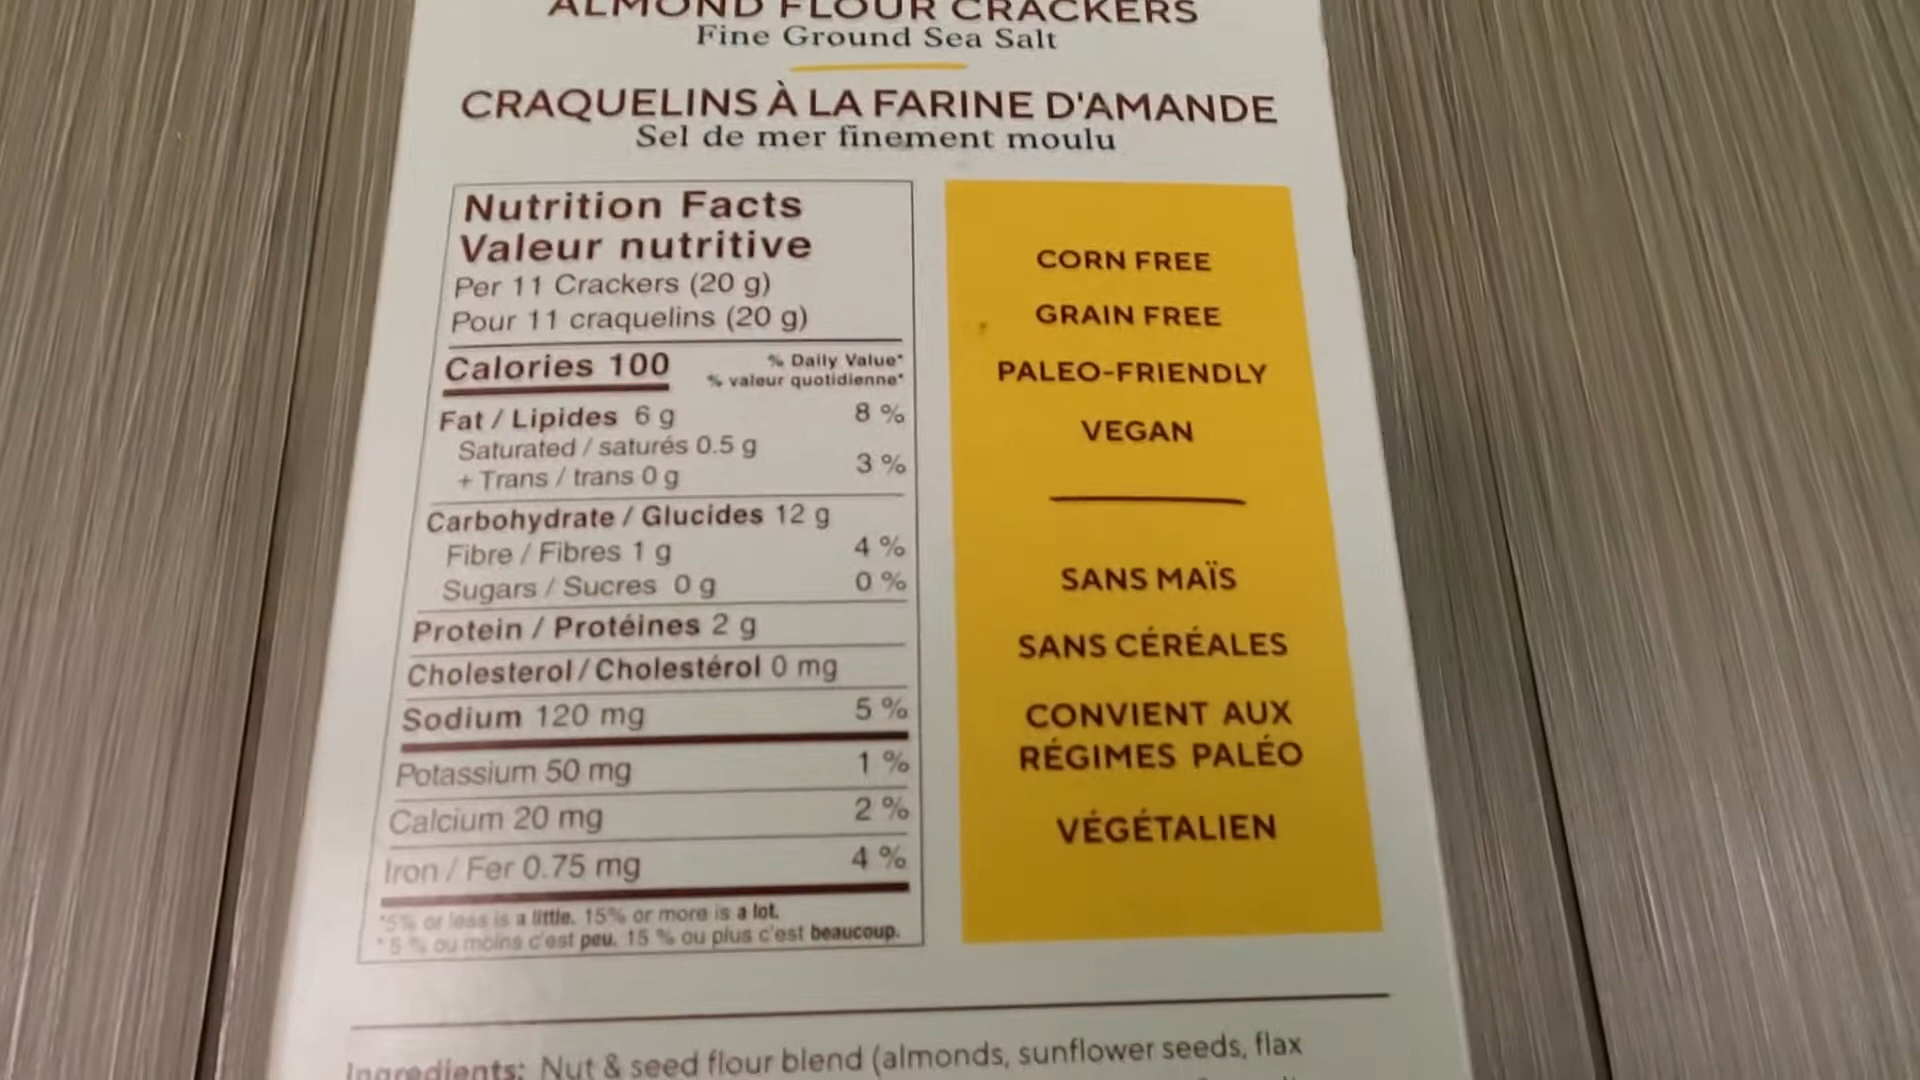 ALMOND FLOUR CRACKERS
Fine Ground Sea Salt
CRAQUELINS À LA FARINE D'AMANDE
Sel de mer finement moulu
Nutrition Facts
Valeur nutritive
Per 11 Crackers (20 g)
Pour 11 craquelins (20 g)
Calories 100
% Daily Value*
% valeur quotidienne*
Fat / Lipides 6 g 8 %
Saturated / saturés 0.5 g
+ Trans / trans 0 g 3 %
Carbohydrate / Glucides 12 g
Fibre / Fibres 1 g 4 %
Sugars / Sucres 0 g 0 %
Protein / Protéines 2 g
Cholesterol / Cholestérol 0 mg
Sodium 120 mg 5 %
Potassium 50 mg 1 %
Calcium 20 mg 2 %
Iron / Fer 0.75 mg 4 %
*5% or less is a little, 15% or more is a lot.
*5 % ou moins c'est peu, 15 % ou plus c'est beaucoup.
CORN FREE
GRAIN FREE
PALEO-FRIENDLY
VEGAN
SANS MAÏS
SANS CÉRÉALES
CONVIENT AUX
RÉGIMES PALÉO
VÉGÉTALIEN
Ingredients: Nut & seed flour blend (almonds, sunflower seeds, flax